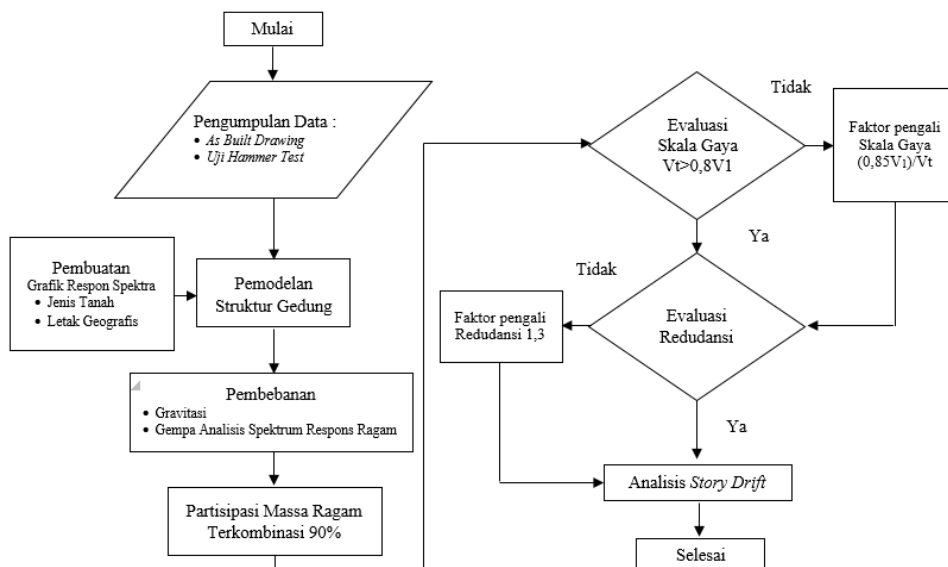 Mulai
Pengumpulan Data :
• As Built Drawing
• Uji Hammer Test
Pembuatan
Grafik Respon Spektra
• Jenis Tanah
• Letak Geografis
Pemodelan
Struktur Gedung
Pembebanan
• Gravitasi
• Gempa Analisis Spektrum Respons Ragam
Partisipasi Massa Ragam
Terkombinasi 90%
Evaluasi
Skala Gaya
Vt>0,8V1
Tidak
Faktor pengali
Skala Gaya
(0,85V₁)/Vt
Ya
Evaluasi
Redudansi
Tidak
Faktor pengali
Redudansi 1,3
Ya
Analisis Story Drift
Selesai